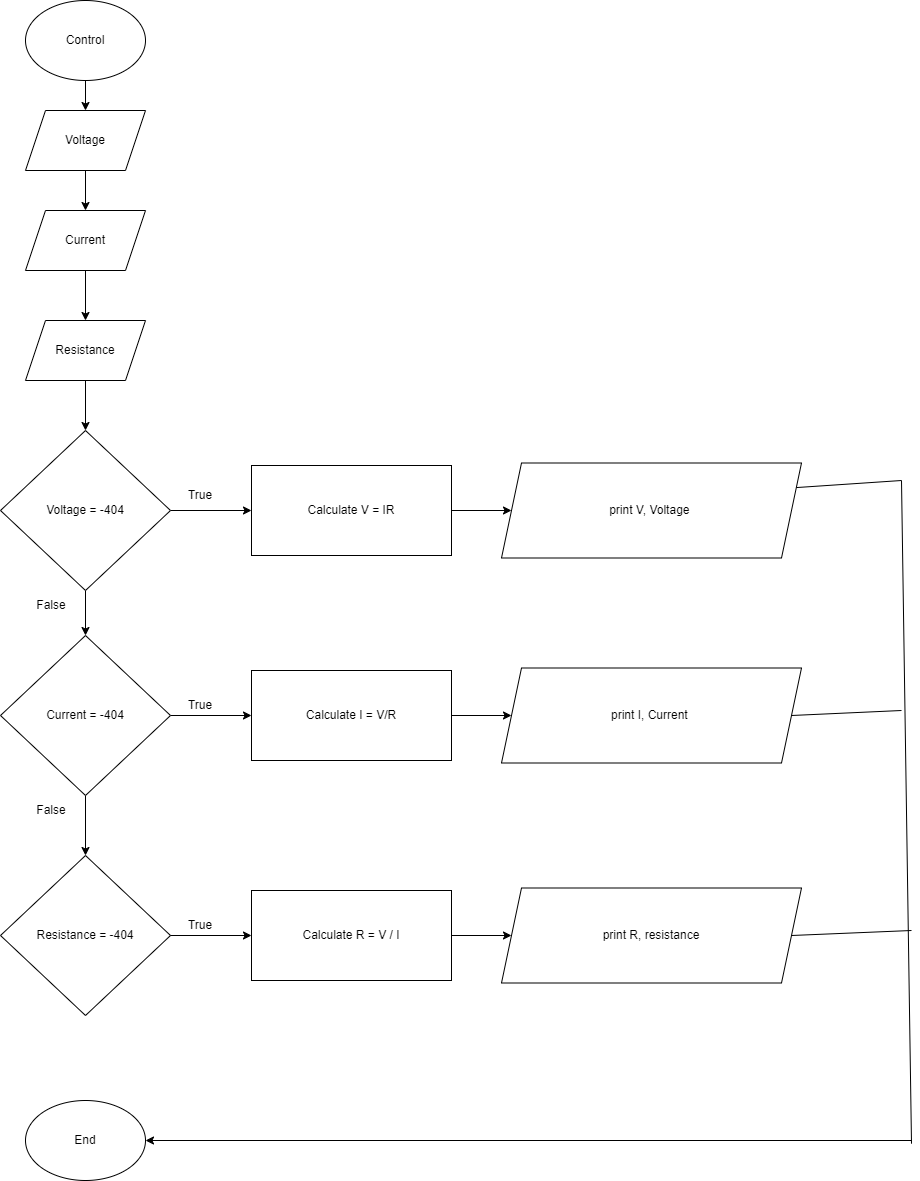 Control
Voltage
Current
Resistance
Voltage = -404
True
Calculate V = IR
print V, Voltage
False
Current = -404
True
Calculate I = V/R
print I, Current
False
Resistance = -404
True
Calculate R = V / I
print R, resistance
End